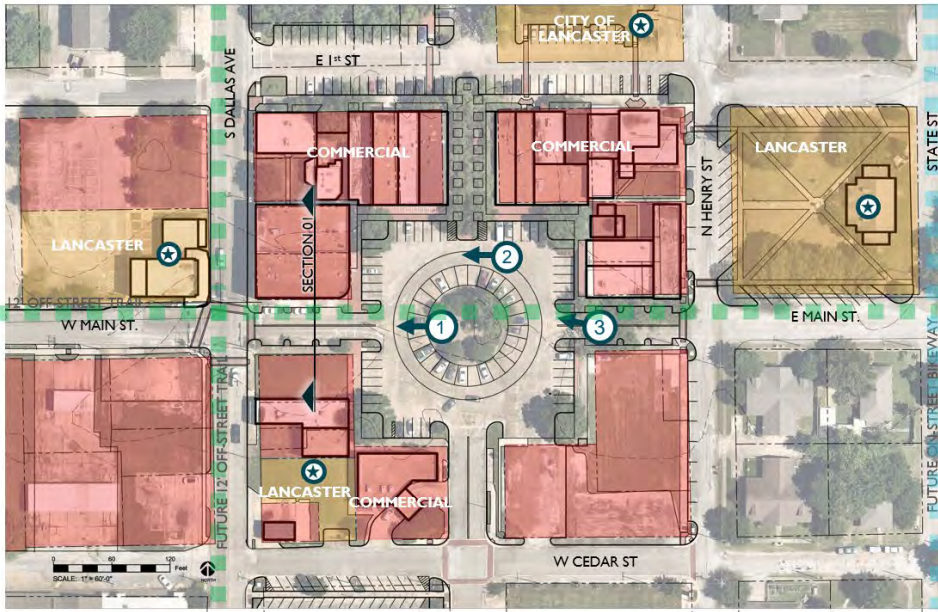 CITY OF
LANCASTER
E 1st ST
S DALLAS AVE
STATE ST
COMMERCIAL
COMMERCIAL
LANCASTER
N HENRY ST
SECTION 01
LANCASTER
2
12' OFF-STREET TRAIL
W MAIN ST.
1
3
E MAIN ST.
FUTURE 12' OFF-STREET TRAIL
FUTURE ON-STREET BIKEWAY
LANCASTER
COMMERCIAL
W CEDAR ST
0 60 120
Feet
SCALE: 1" = 60'-0"
NORTH